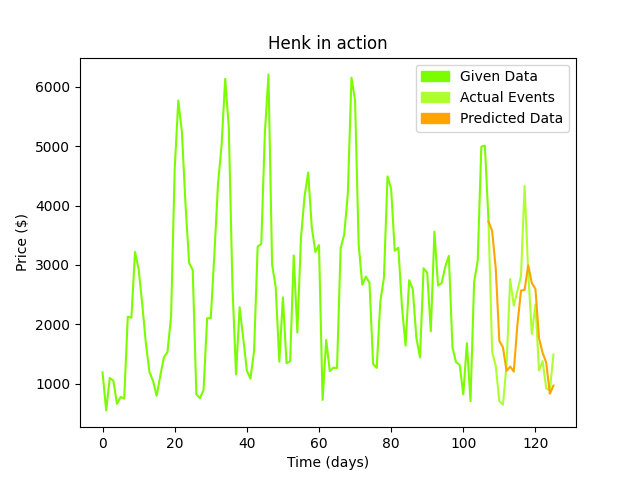 Henk in action
Given Data
Actual Events
Predicted Data
Price ($)
6000
5000
4000
3000
2000
1000
0 20 40 60 80 100 120
Time (days)